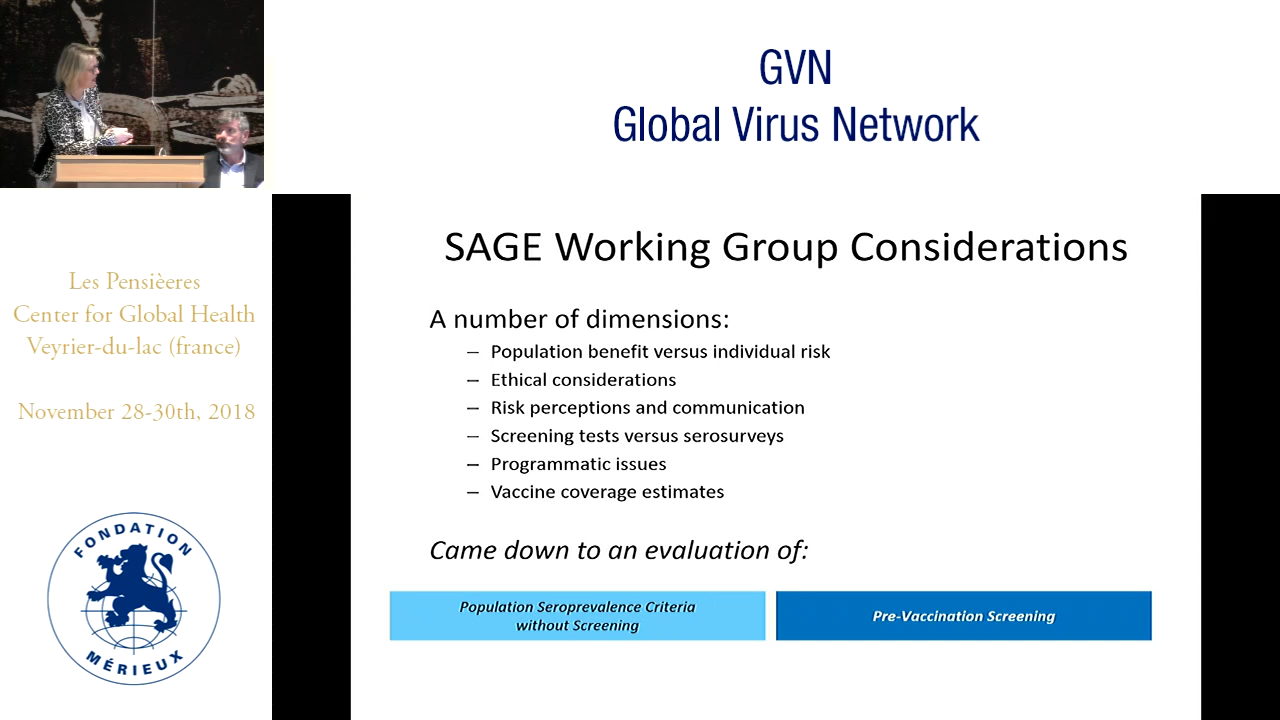 GVN
Global Virus Network
Les Pensièeres
Center for Global Health
Veyrier-du-lac (france)
November 28-30th, 2018
FONDATION
MÉRIEUX
SAGE Working Group Considerations
A number of dimensions:
– Population benefit versus individual risk
– Ethical considerations
– Risk perceptions and communication
– Screening tests versus serosurveys
– Programmatic issues
– Vaccine coverage estimates
Came down to an evaluation of:
Population Seroprevalence Criteria
without Screening
Pre-Vaccination Screening